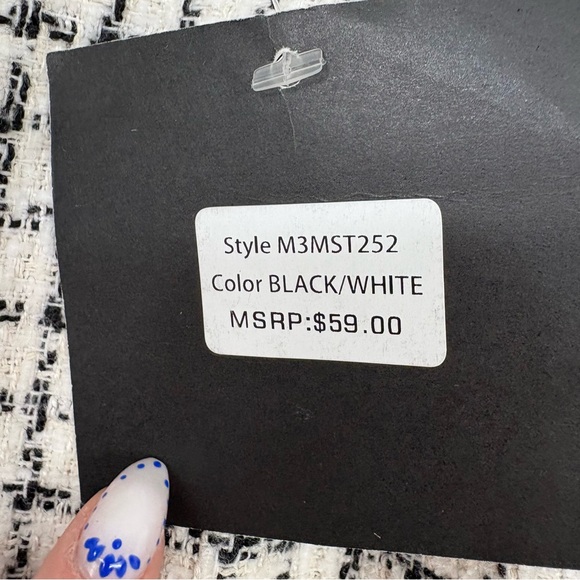 Style M3MST252
Color BLACK/WHITE
MSRP:$59.00